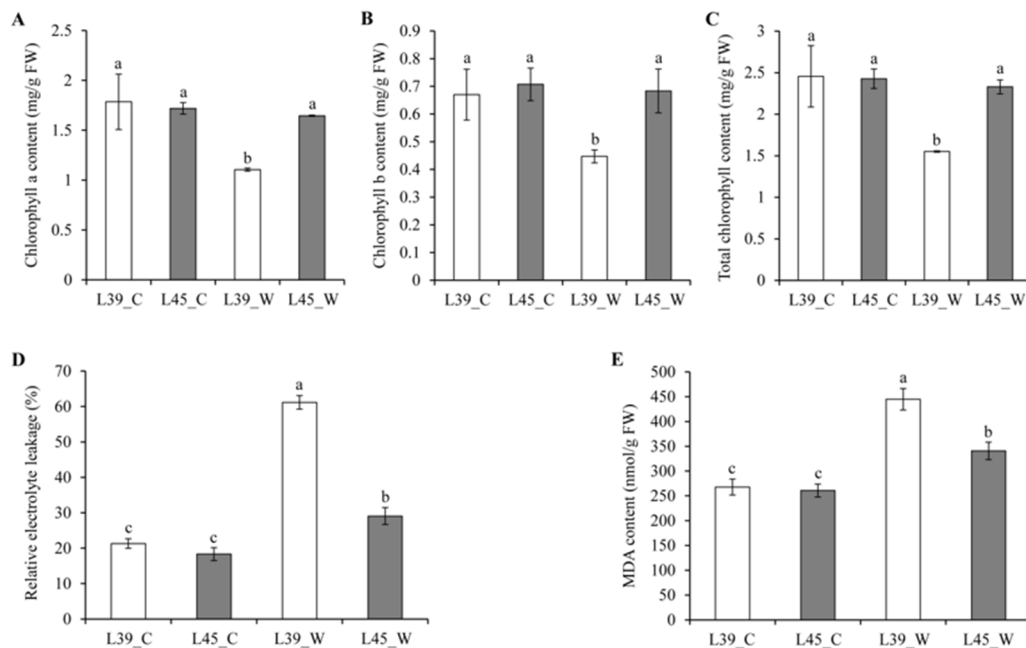 A
Chlorophyll a content (mg/g FW)
2.5
2
1.5
1
0.5
0
a
a
b
a
L39_C L45_C L39_W L45_W
B
Chlorophyll b content (mg/g FW)
0.9
0.8
0.7
0.6
0.5
0.4
0.3
0.2
0.1
0
a
a
b
a
L39_C L45_C L39_W L45_W
C
Total chlorophyll content (mg/g FW)
3
2.5
2
1.5
1
0.5
0
a
a
b
a
L39_C L45_C L39_W L45_W
D
Relative electrolyte leakage (%)
70
60
50
40
30
20
10
0
c
c
a
b
L39_C L45_C L39_W L45_W
E
MDA content (nmol/g FW)
500
450
400
350
300
250
200
150
100
50
0
c
c
a
b
L39_C L45_C L39_W L45_W